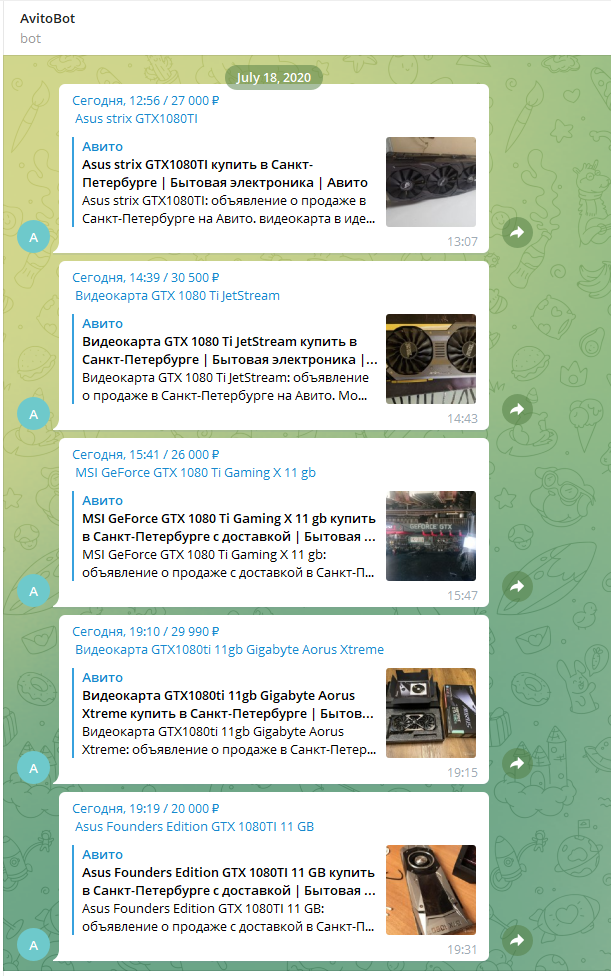 AvitoBot
bot
July 18, 2020
Сегодня, 12:56 / 27 000 ₽
Asus strix GTX1080TI
Авито
Asus strix GTX1080TI купить в Санкт-
Петербурге | Бытовая электроника | Авито
Asus strix GTX1080TI: объявление о продаже в
Санкт-Петербурге на Авито. видеокарта в иде...
A
13:07
Сегодня, 14:39 / 30 500 ₽
Видеокарта GTX 1080 Ti JetStream
Авито
Видеокарта GTX 1080 Ti JetStream купить в
Санкт-Петербурге | Бытовая электроника |...
Видеокарта GTX 1080 Ti JetStream: объявление
о продаже в Санкт-Петербурге на Авито. Мо...
A
14:43
Сегодня, 15:41 / 26 000 ₽
MSI GeForce GTX 1080 Ti Gaming X 11 gb
Авито
MSI GeForce GTX 1080 Ti Gaming X 11 gb купить
в Санкт-Петербурге с доставкой | Бытовая ...
MSI GeForce GTX 1080 Ti Gaming X 11 gb:
объявление о продаже с доставкой в Санкт-П...
GEFORCE GTX
A
15:47
Сегодня, 19:10 / 29 990 ₽
Видеокарта GTX1080ti 11gb Gigabyte Aorus Xtreme
Авито
Видеокарта GTX1080ti 11gb Gigabyte Aorus
Xtreme купить в Санкт-Петербурге | Бытов...
Видеокарта GTX1080ti 11gb Gigabyte Aorus
Xtreme: объявление о продаже в Санкт-Петер...
A
19:15
Сегодня, 19:19 / 20 000 ₽
Asus Founders Edition GTX 1080TI 11 GB
Авито
Asus Founders Edition GTX 1080TI 11 GB купить
в Санкт-Петербурге с доставкой | Бытовая ...
Asus Founders Edition GTX 1080TI 11 GB:
объявление о продаже с доставкой в Санкт-П...
A
19:31